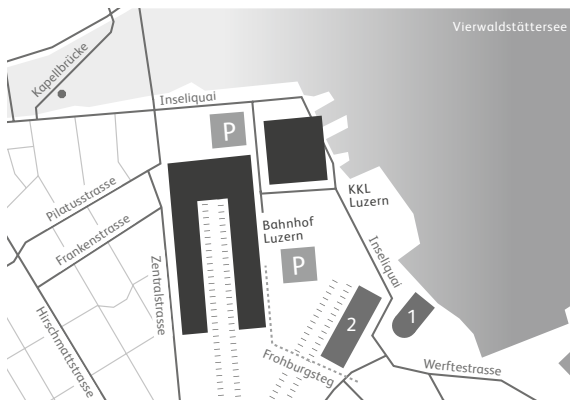 Vierwaldstättersee
Kapellbrücke
Inseliquai
P
Pilatusstrasse
KKL
Luzern
Frankenstrasse
Bahnhof
Luzern
Inseliquai
P
Zentralstrasse
1
2
Hirschmattstrasse
Frohburgsteg
Werftestrasse